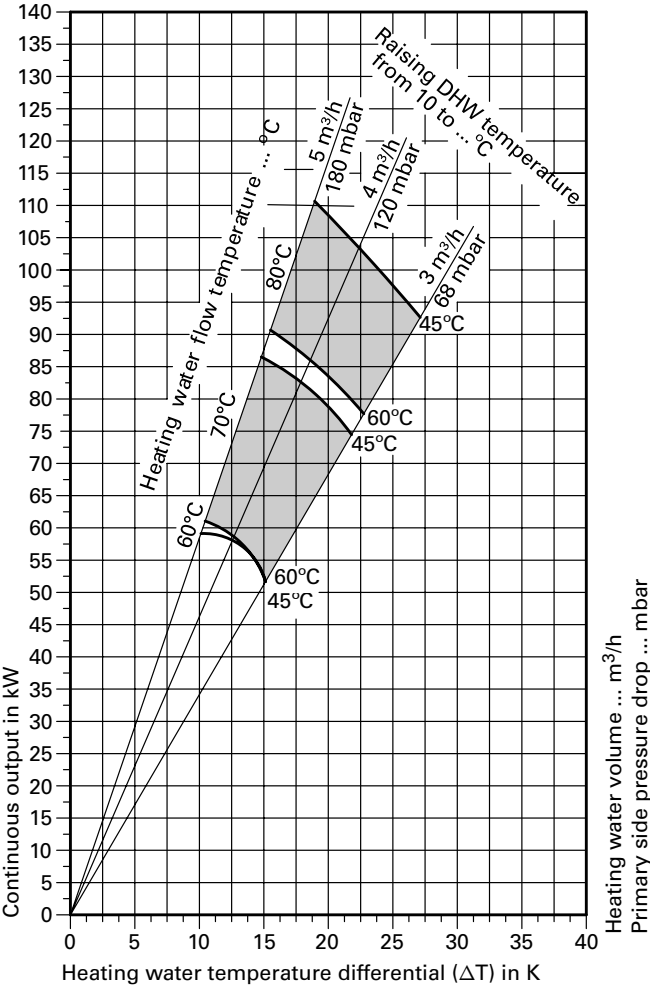 140
135
130
125
120
115
110
105
100
95
90
85
80
75
70
65
60
55
50
45
40
35
30
25
20
15
10
5
0
Continuous output in kW
0 5 10 15 20 25 30 35 40
Heating water temperature differential (ΔT) in K
Heating water flow temperature ... °C
80°C
70°C
60°C
5 m³/h
180 mbar
4 m³/h
120 mbar
3 m³/h
68 mbar
Raising DHW temperature
from 10 to ... °C
45°C
60°C
45°C
60°C
45°C
Heating water volume ... m³/h
Primary side pressure drop ... mbar